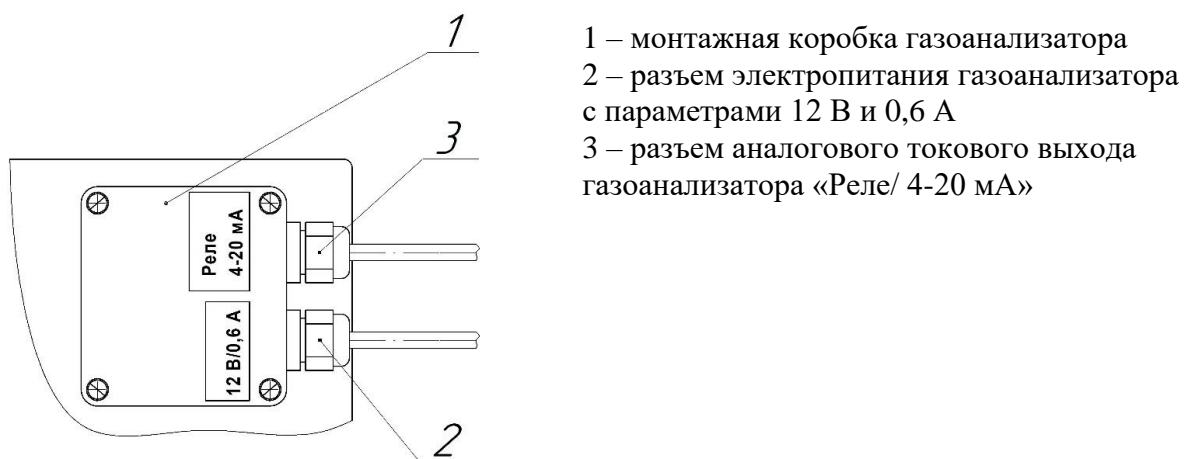 1
1 – монтажная коробка газоанализатора
2 – разъем электропитания газоанализатора
с параметрами 12 В и 0,6 А
3 – разъем аналогового токового выхода
газоанализатора «Реле/ 4-20 мА»
3
Реле
4-20 мА
12 В/0,6 А
2